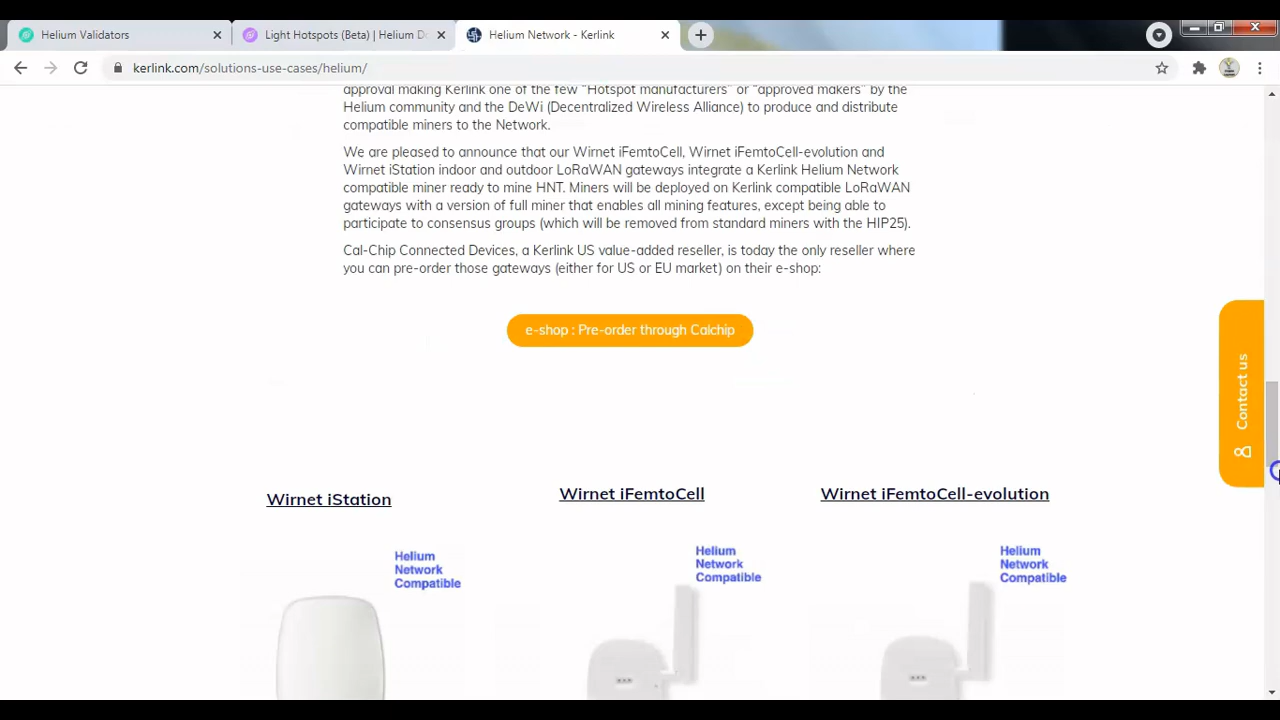 Helium Validators
Light Hotspots (Beta) | Helium Do
Helium Network - Kerlink
kerlink.com/solutions-use-cases/helium/
approval making Kerlink one of the few “Hotspot manufacturers” or “approved makers” by the
Helium community and the DeWi (Decentralized Wireless Alliance) to produce and distribute
compatible miners to the Network.
We are pleased to announce that our Wirnet iFemtoCell, Wirnet iFemtoCell-evolution and
Wirnet iStation indoor and outdoor LoRaWAN gateways integrate a Kerlink Helium Network
compatible miner ready to mine HNT. Miners will be deployed on Kerlink compatible LoRaWAN
gateways with a version of full miner that enables all mining features, except being able to
participate to consensus groups (which will be removed from standard miners with the HIP25).
Cal-Chip Connected Devices, a Kerlink US value-added reseller, is today the only reseller where
you can pre-order those gateways (either for US or EU market) on their e-shop:
e-shop : Pre-order through Calchip
Contact us
Wirnet iStation
Wirnet iFemtoCell
Wirnet iFemtoCell-evolution
Helium
Network
Compatible
Helium
Network
Compatible
Helium
Network
Compatible